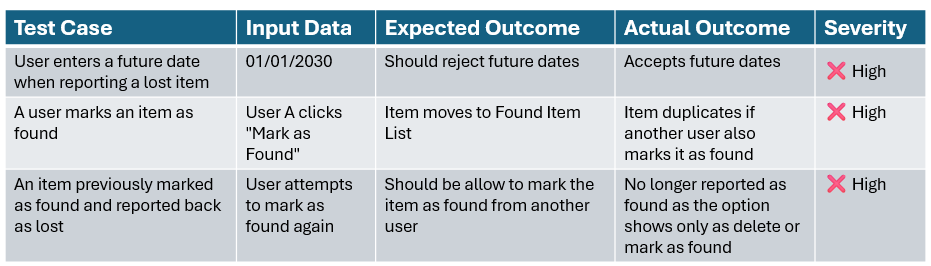 Test Case Input Data Expected Outcome Actual Outcome Severity
User enters a future date
when reporting a lost item
01/01/2030
Should reject future dates
Accepts future dates
High
A user marks an item as
found
User A clicks
"Mark as
Found"
Item moves to Found Item
List
Item duplicates if
another user also
marks it as found
High
An item previously marked
as found and reported back
as lost
User attempts
to mark as
found again
Should be allow to mark the
item as found from another
user
No longer reported as
found as the option
shows only as delete or
mark as found
High